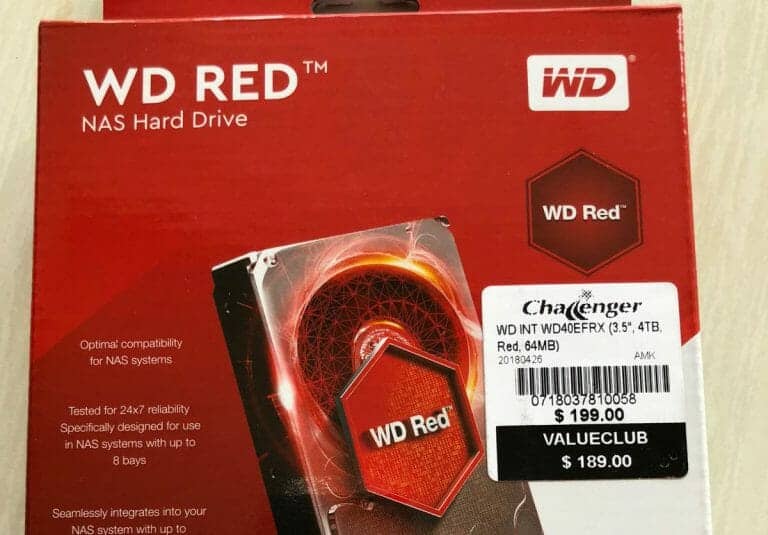 WD RED™
NAS Hard Drive
WD
WD Red™
Optimal compatibility
for NAS systems
Tested for 24x7 reliability
Specifically designed for use
in NAS systems with up to
8 bays
Seamlessly integrates into your
NAS system with up to
WD Red™
Challenger
WD INT WD40EFRX (3.5", 4TB,
Red, 64MB)
20180426 AMK
0718037810058
$ 199.00
VALUECLUB
$ 189.00